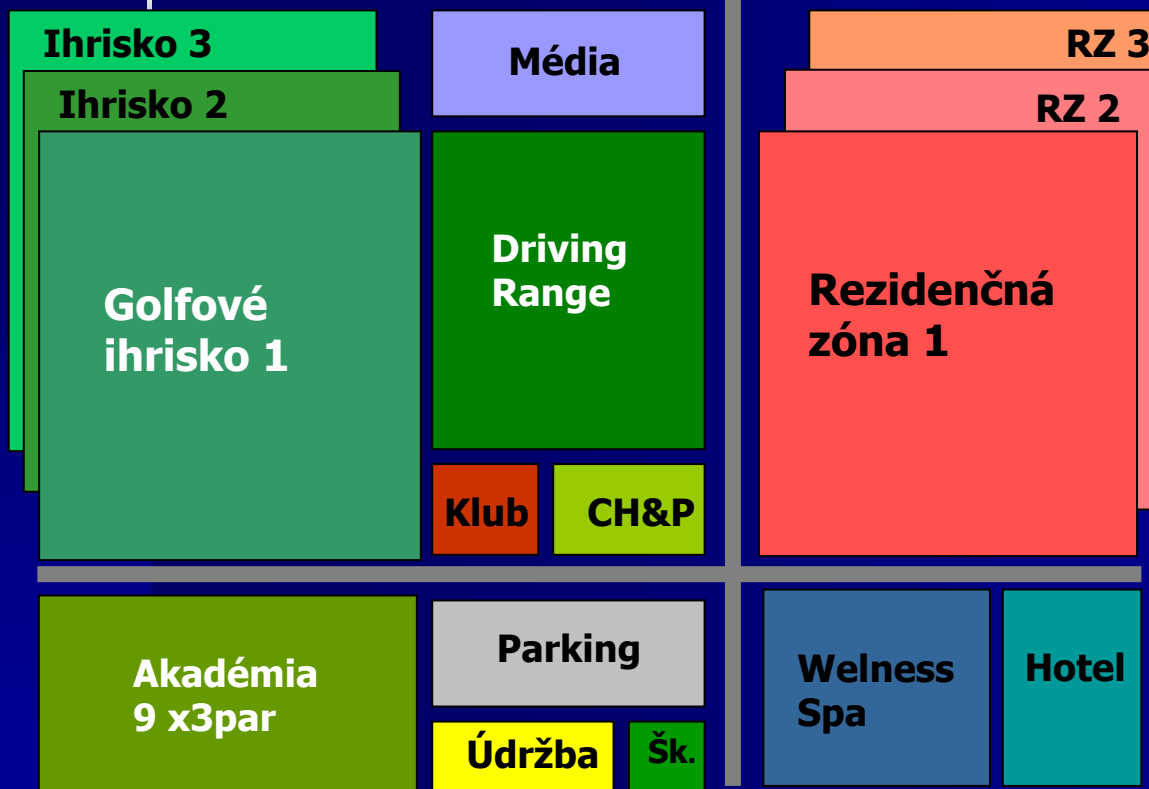 Ihrisko 3
Ihrisko 2
Golfové
ihrisko 1
Média
Driving
Range
Klub
CH&P
RZ 3
RZ 2
Rezidenčná
zóna 1
Akadémia
9 x3par
Parking
Údržba
Šk.
Welness
Spa
Hotel